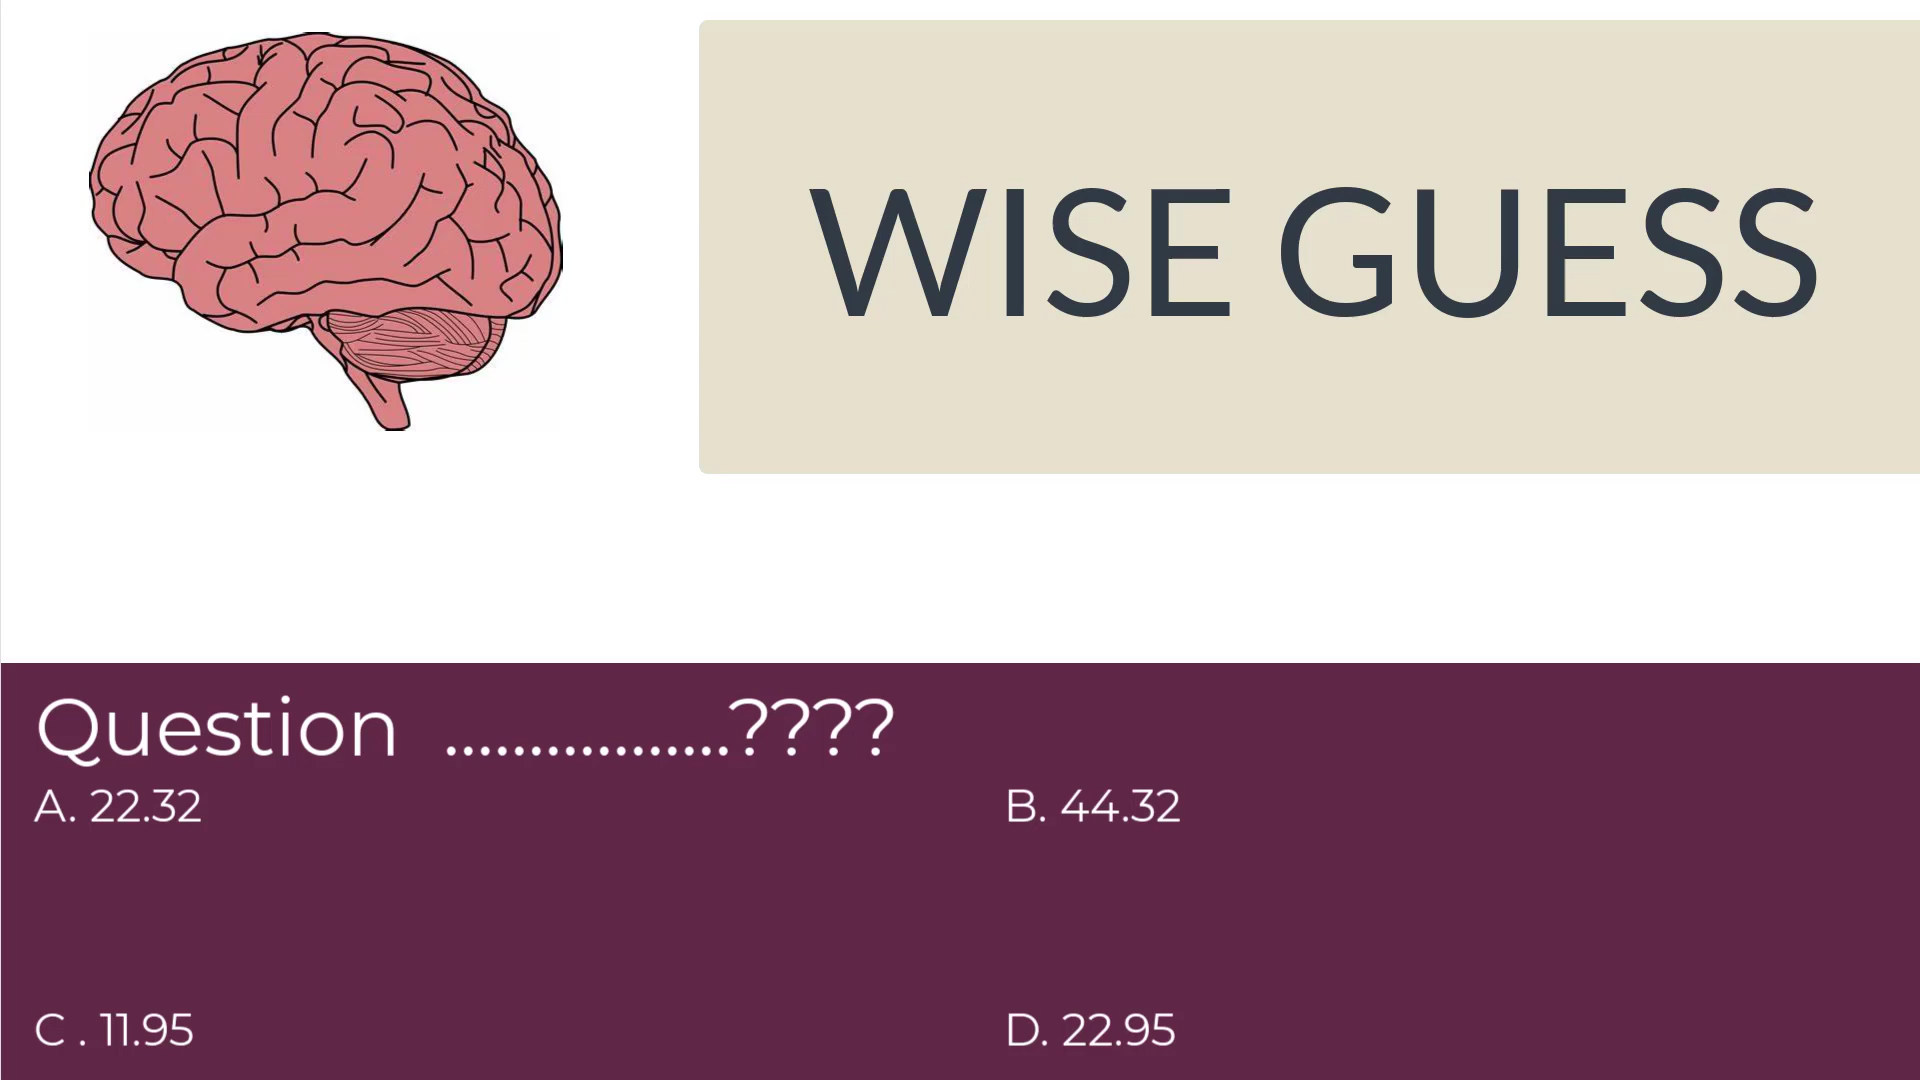 WISE GUESS
Question .................????
A. 22.32
B. 44.32
C . 11.95
D. 22.95